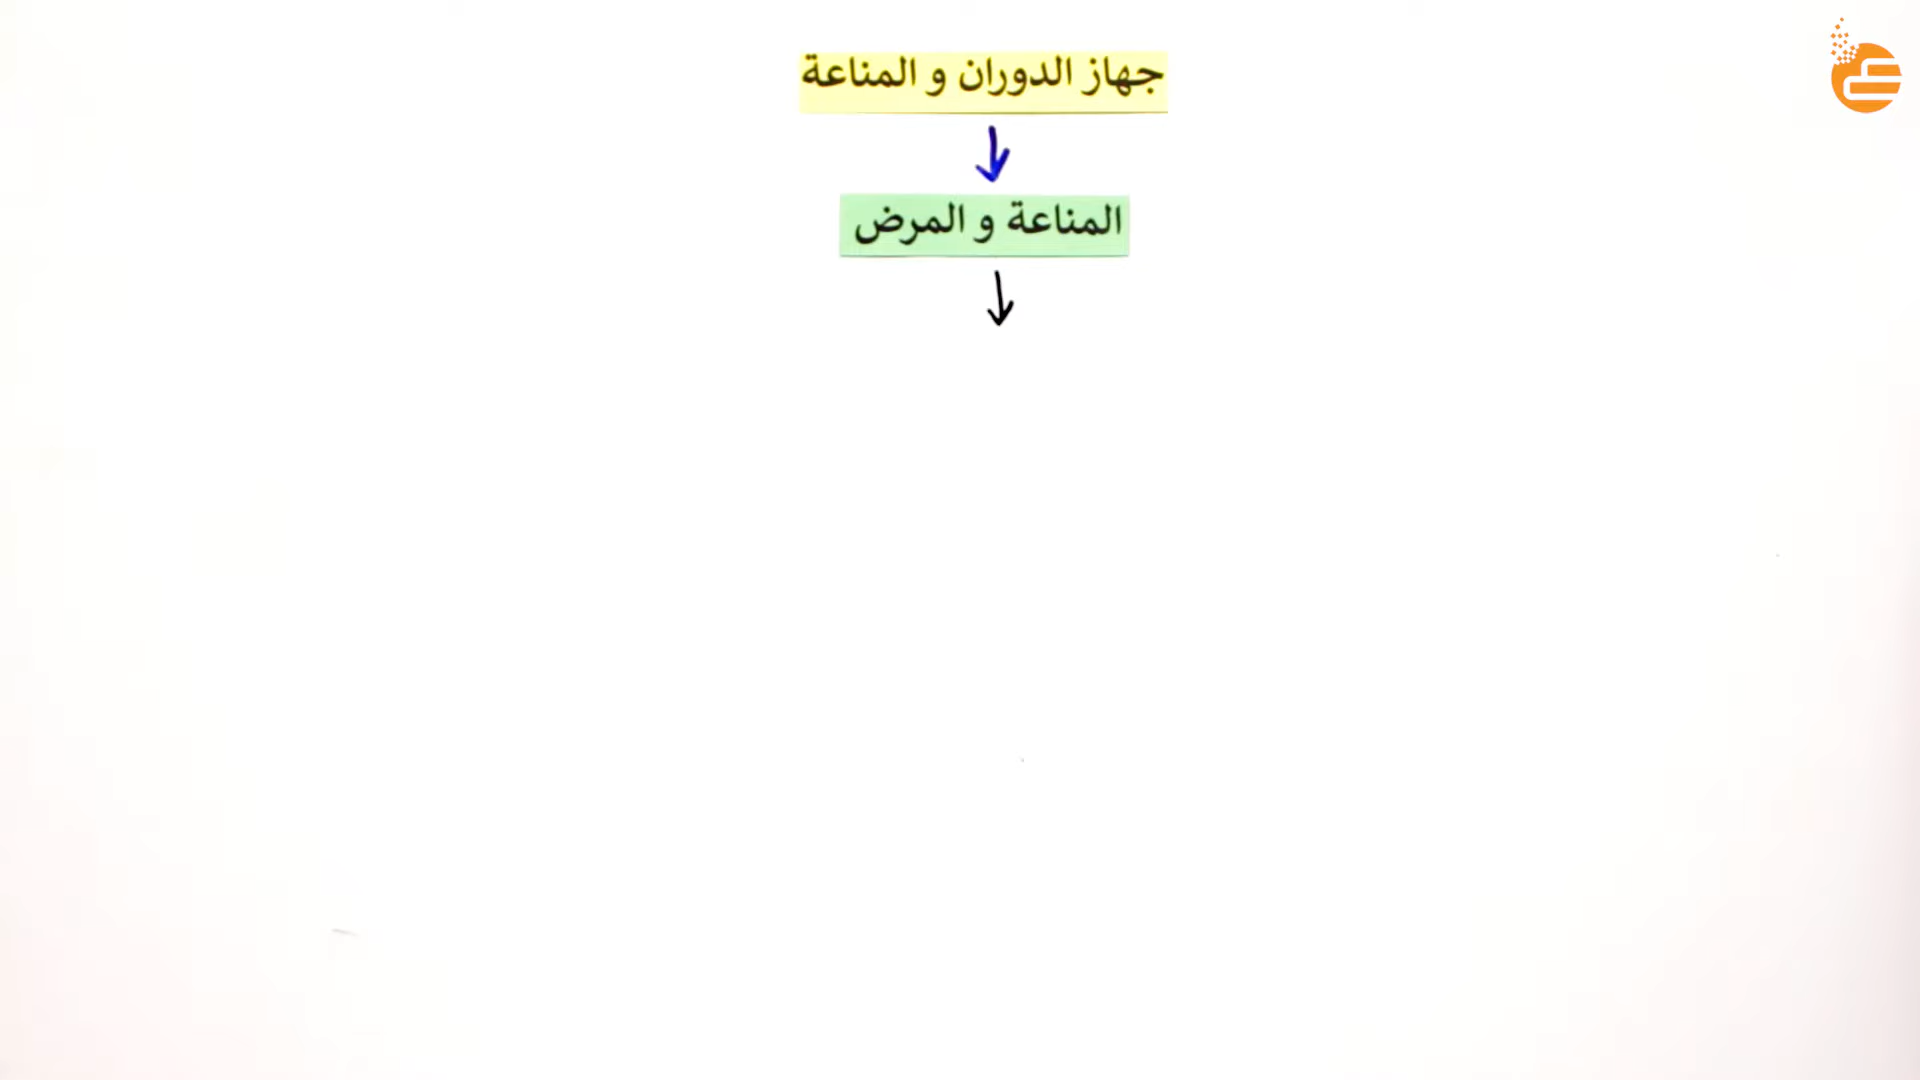 جهاز الدوران و المناعة
المناعة و المرض